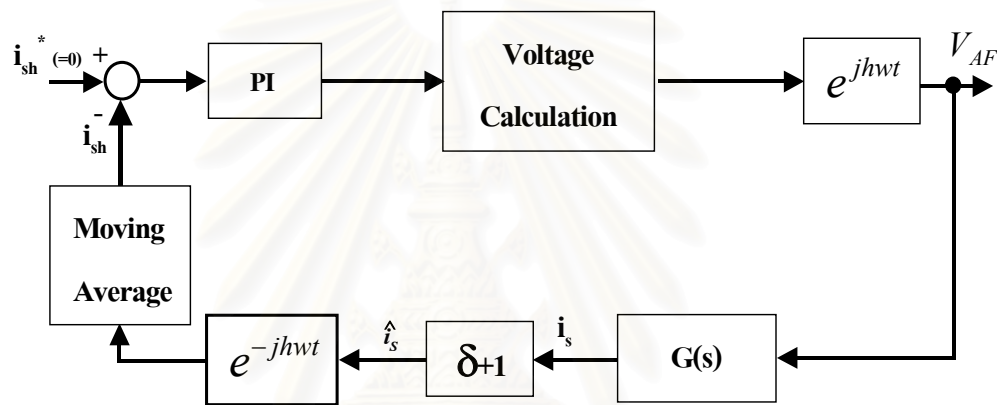 i_sh* (=0) +
-
i_sh
PI
Voltage
Calculation
e^{jhwt}
V_AF
Moving
Average
e^{-jhwt}
î_s
δ+1
i_s
G(s)